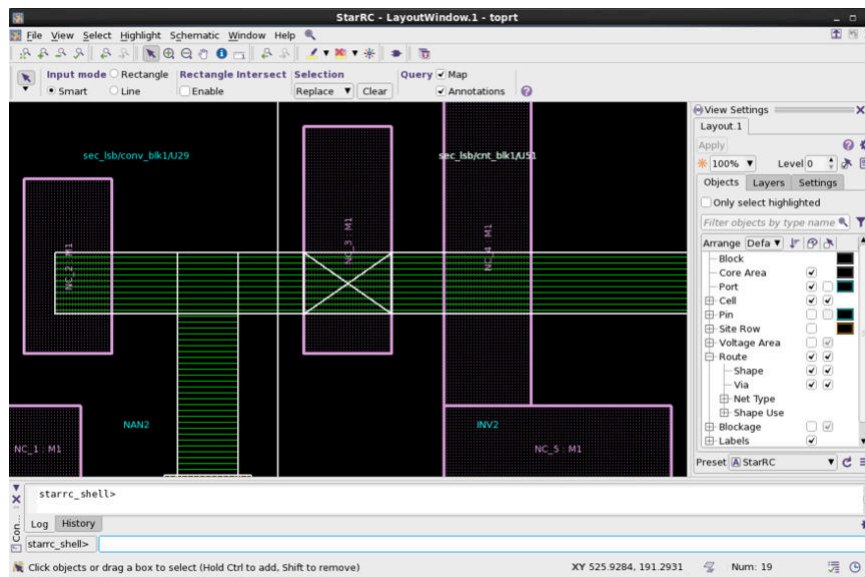 StarRC - LayoutWindow.1 - toprt
File View Select Highlight Schematic Window Help
Input mode Rectangle Rectangle Intersect Selection Query Map
Smart Line Enable Replace Clear Annotations
View Settings
Layout.1
Apply
100% Level 0
Objects Layers Settings
Only select highlighted
Filter objects by type name
Arrange Defa
Block
Core Area
Port
Cell
Pin
Site Row
Voltage Area
Route
Shape
Via
Net Type
Shape Use
Blockage
Labels
Preset A StarRC
sec_lsb/conv_blk1/U29
sec_lsb/cnt_blk1/U51
NC_2 : M1
NC_3 : M1
NC_4 : M1
NAN2
INV2
NC_1 : M1
NC_5 : M1
starrc_shell>
Con...
Log History
starrc_shell>
Click objects or drag a box to select (Hold Ctrl to add, Shift to remove)
XY 525.9284, 191.2931 Num: 19